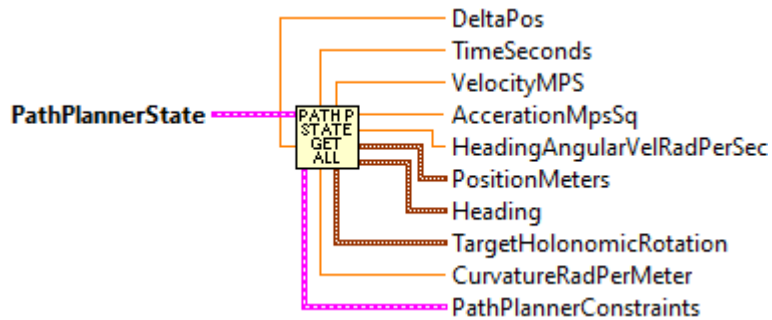 DeltaPos
TimeSeconds
VelocityMPS
PathPlannerState
PATH P
STATE
GET
ALL
AccerationMpsSq
HeadingAngularVelRadPerSec
PositionMeters
Heading
TargetHolonomicRotation
CurvatureRadPerMeter
PathPlannerConstraints